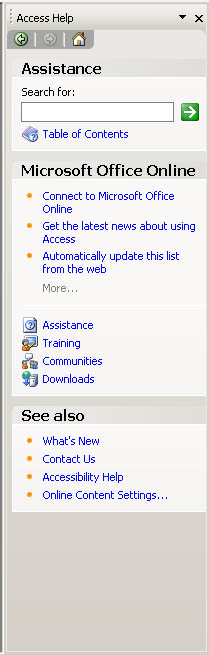 Access Help
Assistance
Search for:
Table of Contents
Microsoft Office Online
Connect to Microsoft Office
Online
Get the latest news about using
Access
Automatically update this list
from the web
More...
Assistance
Training
Communities
Downloads
See also
What's New
Contact Us
Accessibility Help
Online Content Settings...